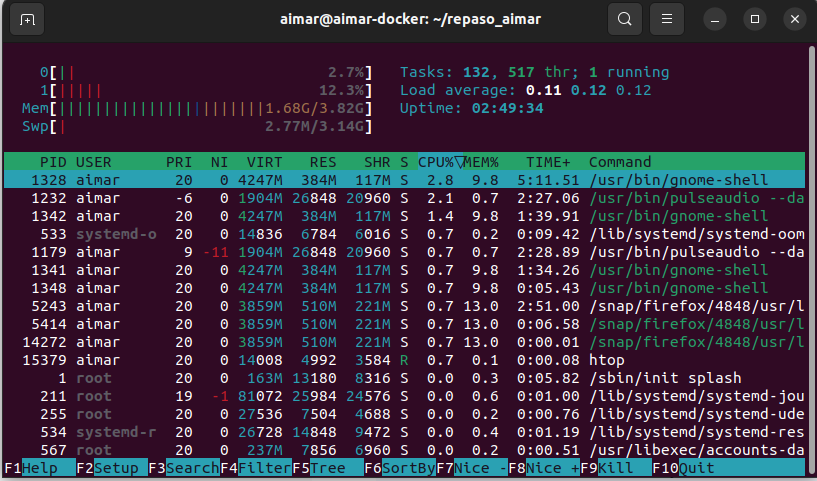 aimar@aimar-docker: ~/repaso_aimar
0[|| 2.7%] Tasks: 132, 517 thr; 1 running
1[||||| 12.3%] Load average: 0.11 0.12 0.12
Mem[|||||||||||||||||||||||1.68G/3.82G] Uptime: 02:49:34
Swp[| 2.77M/3.14G]
PID USER PRI NI VIRT RES SHR S CPU%▽MEM% TIME+ Command
1328 aimar 20 0 4247M 384M 117M S 2.8 9.8 5:11.51 /usr/bin/gnome-shell
1232 aimar -6 0 1904M 26848 20960 S 2.1 0.7 2:27.06 /usr/bin/pulseaudio --da
1342 aimar 20 0 4247M 384M 117M S 1.4 9.8 1:39.91 /usr/bin/gnome-shell
533 systemd-o 20 0 14836 6784 6016 S 0.7 0.2 0:09.42 /lib/systemd/systemd-oom
1179 aimar 9 -11 1904M 26848 20960 S 0.7 0.7 2:28.89 /usr/bin/pulseaudio --da
1341 aimar 20 0 4247M 384M 117M S 0.7 9.8 1:34.26 /usr/bin/gnome-shell
1348 aimar 20 0 4247M 384M 117M S 0.7 9.8 0:05.43 /usr/bin/gnome-shell
5243 aimar 20 0 3859M 510M 221M S 0.7 13.0 2:51.00 /snap/firefox/4848/usr/l
5414 aimar 20 0 3859M 510M 221M S 0.7 13.0 0:06.58 /snap/firefox/4848/usr/l
14272 aimar 20 0 3859M 510M 221M S 0.7 13.0 0:00.01 /snap/firefox/4848/usr/l
15379 aimar 20 0 14008 4992 3584 R 0.7 0.1 0:00.08 htop
1 root 20 0 163M 13180 8316 S 0.0 0.3 0:05.82 /sbin/init splash
211 root 19 -1 81072 25984 24576 S 0.0 0.6 0:01.00 /lib/systemd/systemd-jou
255 root 20 0 27536 7504 4688 S 0.0 0.2 0:00.76 /lib/systemd/systemd-ude
534 systemd-r 20 0 26728 14848 9472 S 0.0 0.4 0:01.19 /lib/systemd/systemd-res
567 root 20 0 237M 7856 6960 S 0.0 0.2 0:00.51 /usr/libexec/accounts-da
F1Help F2Setup F3SearchF4FilterF5Tree F6SortByF7Nice -F8Nice +F9Kill F10Quit